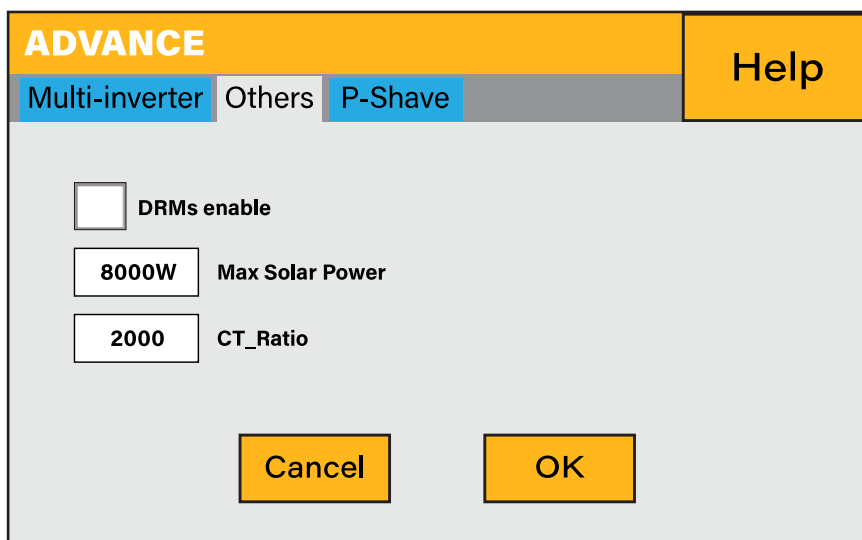 ADVANCE
Help
Multi-inverter Others P-Shave
DRMs enable
8000W Max Solar Power
2000 CT_Ratio
Cancel OK